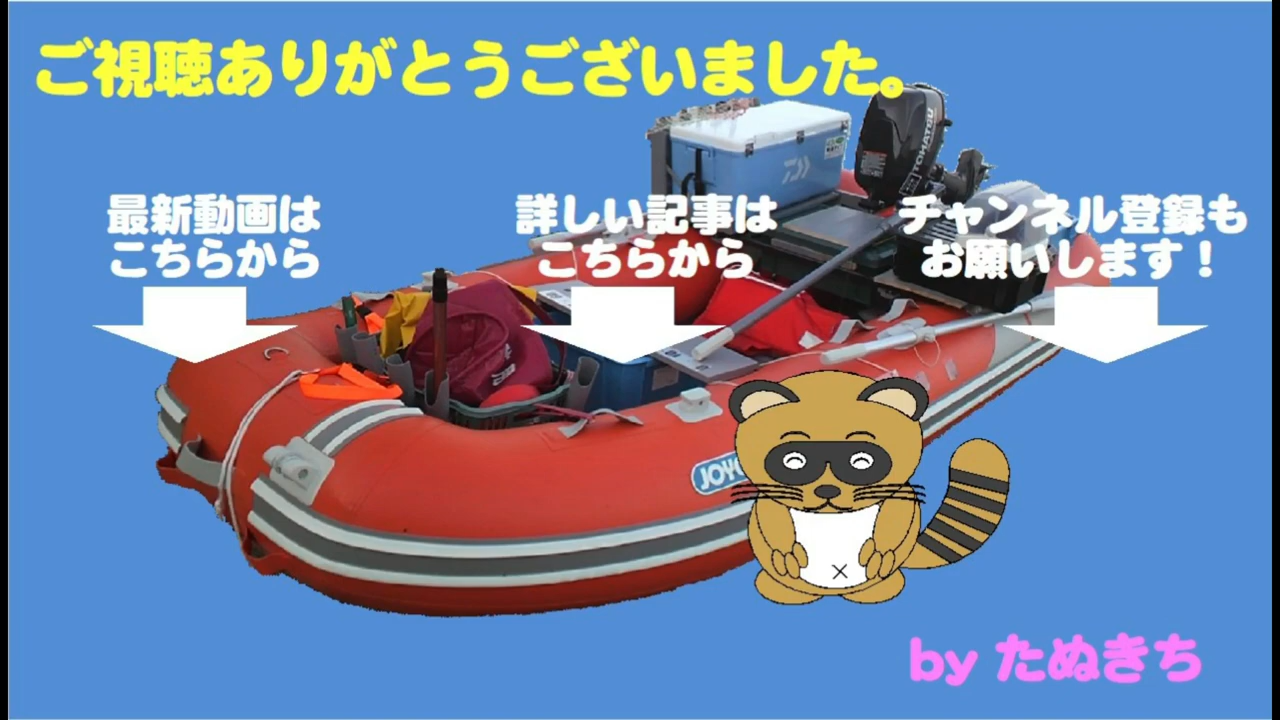 ご視聴ありがとうございました。
最新動画は
こちらから
詳しい記事は
こちらから
チャンネル登録も
お願いします！
TOHATSU
by たぬきち